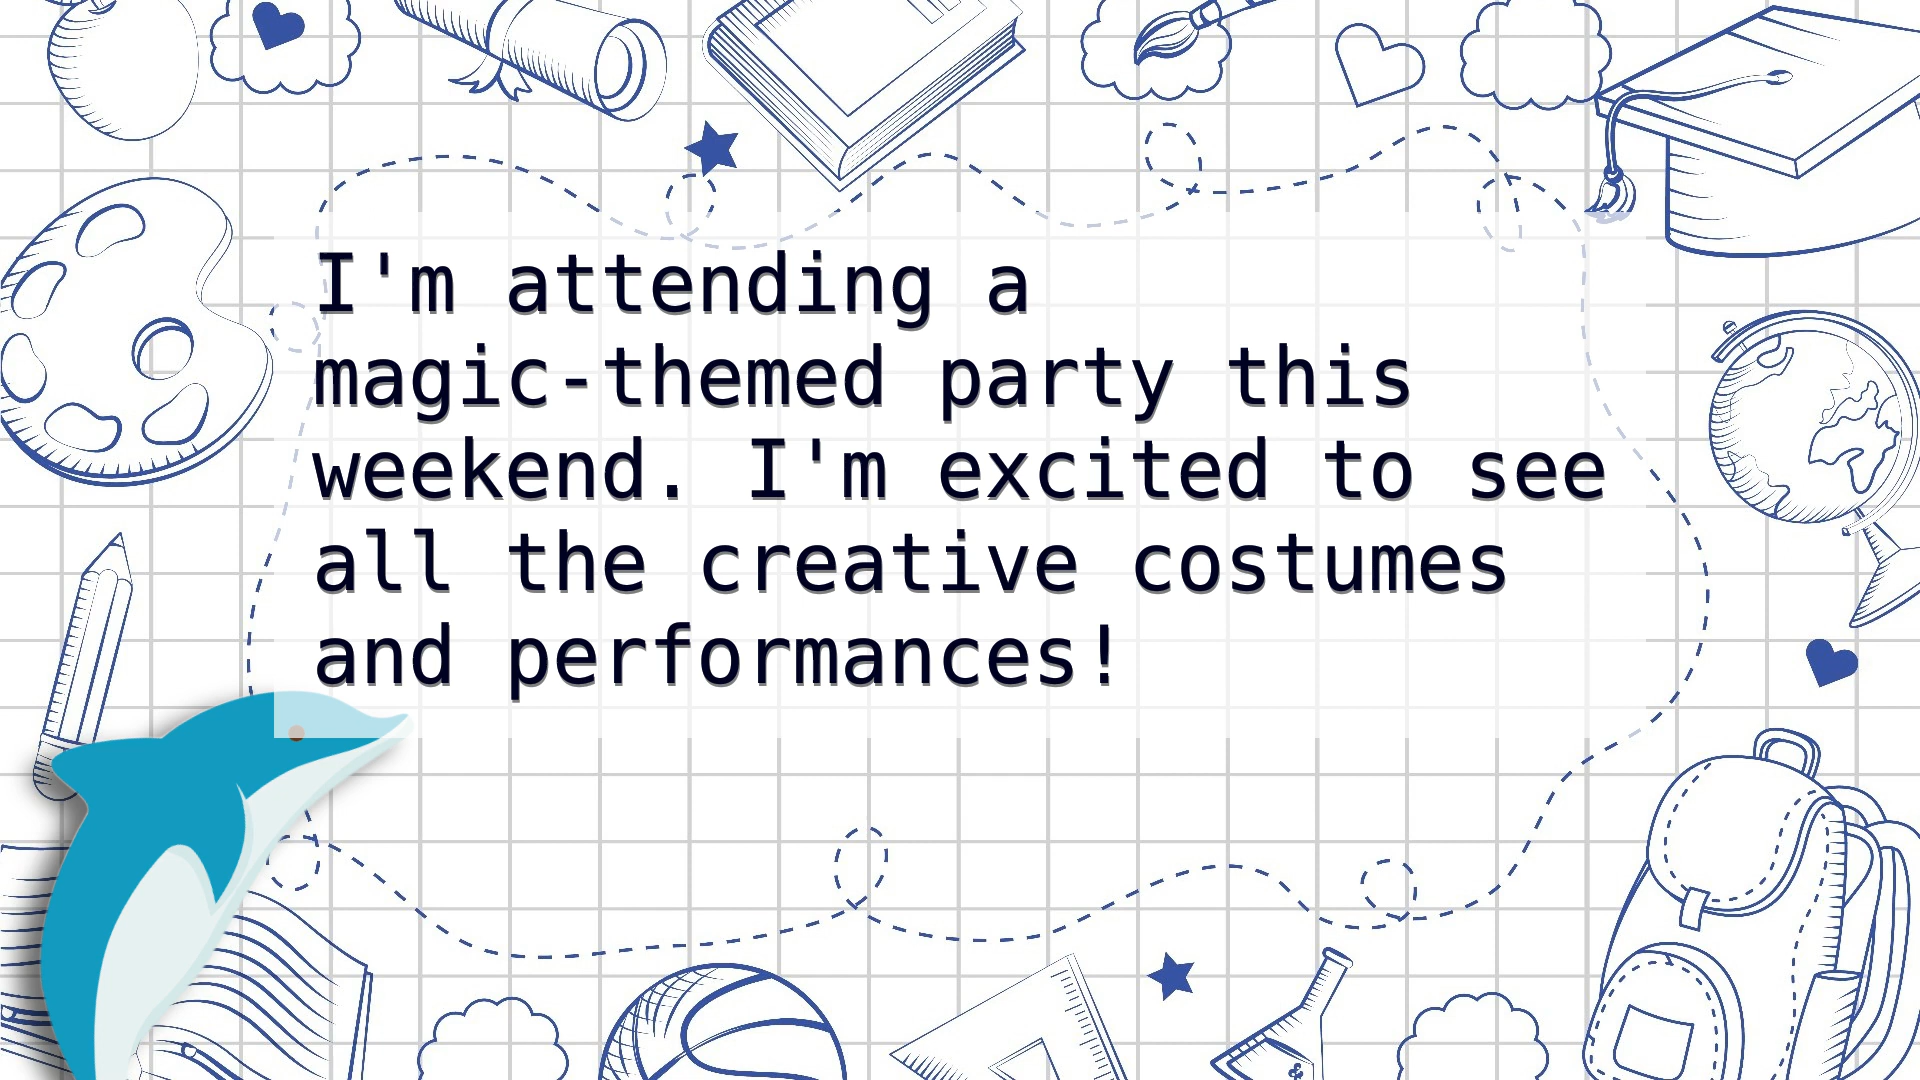 I'm attending a
magic-themed party this
weekend. I'm excited to see
all the creative costumes
and performances!